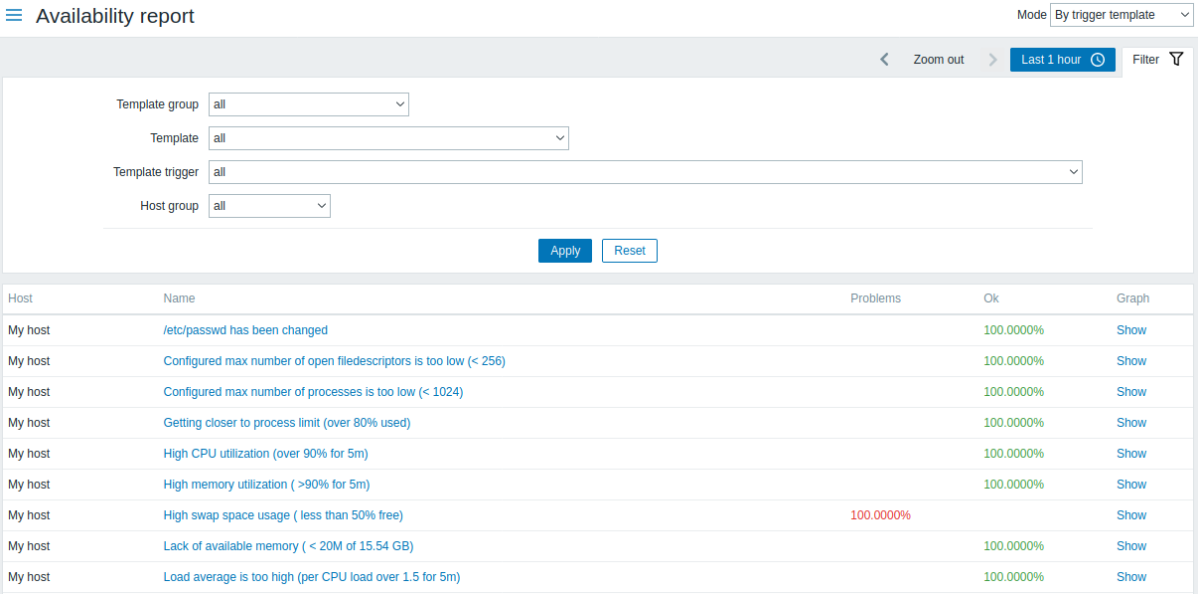 Availability report
Mode By trigger template
Zoom out Last 1 hour Filter
Template group all
Template all
Template trigger all
Host group all
Apply Reset
Host Name Problems Ok Graph
My host /etc/passwd has been changed 100.0000% Show
My host Configured max number of open filedescriptors is too low (< 256) 100.0000% Show
My host Configured max number of processes is too low (< 1024) 100.0000% Show
My host Getting closer to process limit (over 80% used) 100.0000% Show
My host High CPU utilization (over 90% for 5m) 100.0000% Show
My host High memory utilization ( >90% for 5m) 100.0000% Show
My host High swap space usage ( less than 50% free) 100.0000% Show
My host Lack of available memory ( < 20M of 15.54 GB) 100.0000% Show
My host Load average is too high (per CPU load over 1.5 for 5m) 100.0000% Show